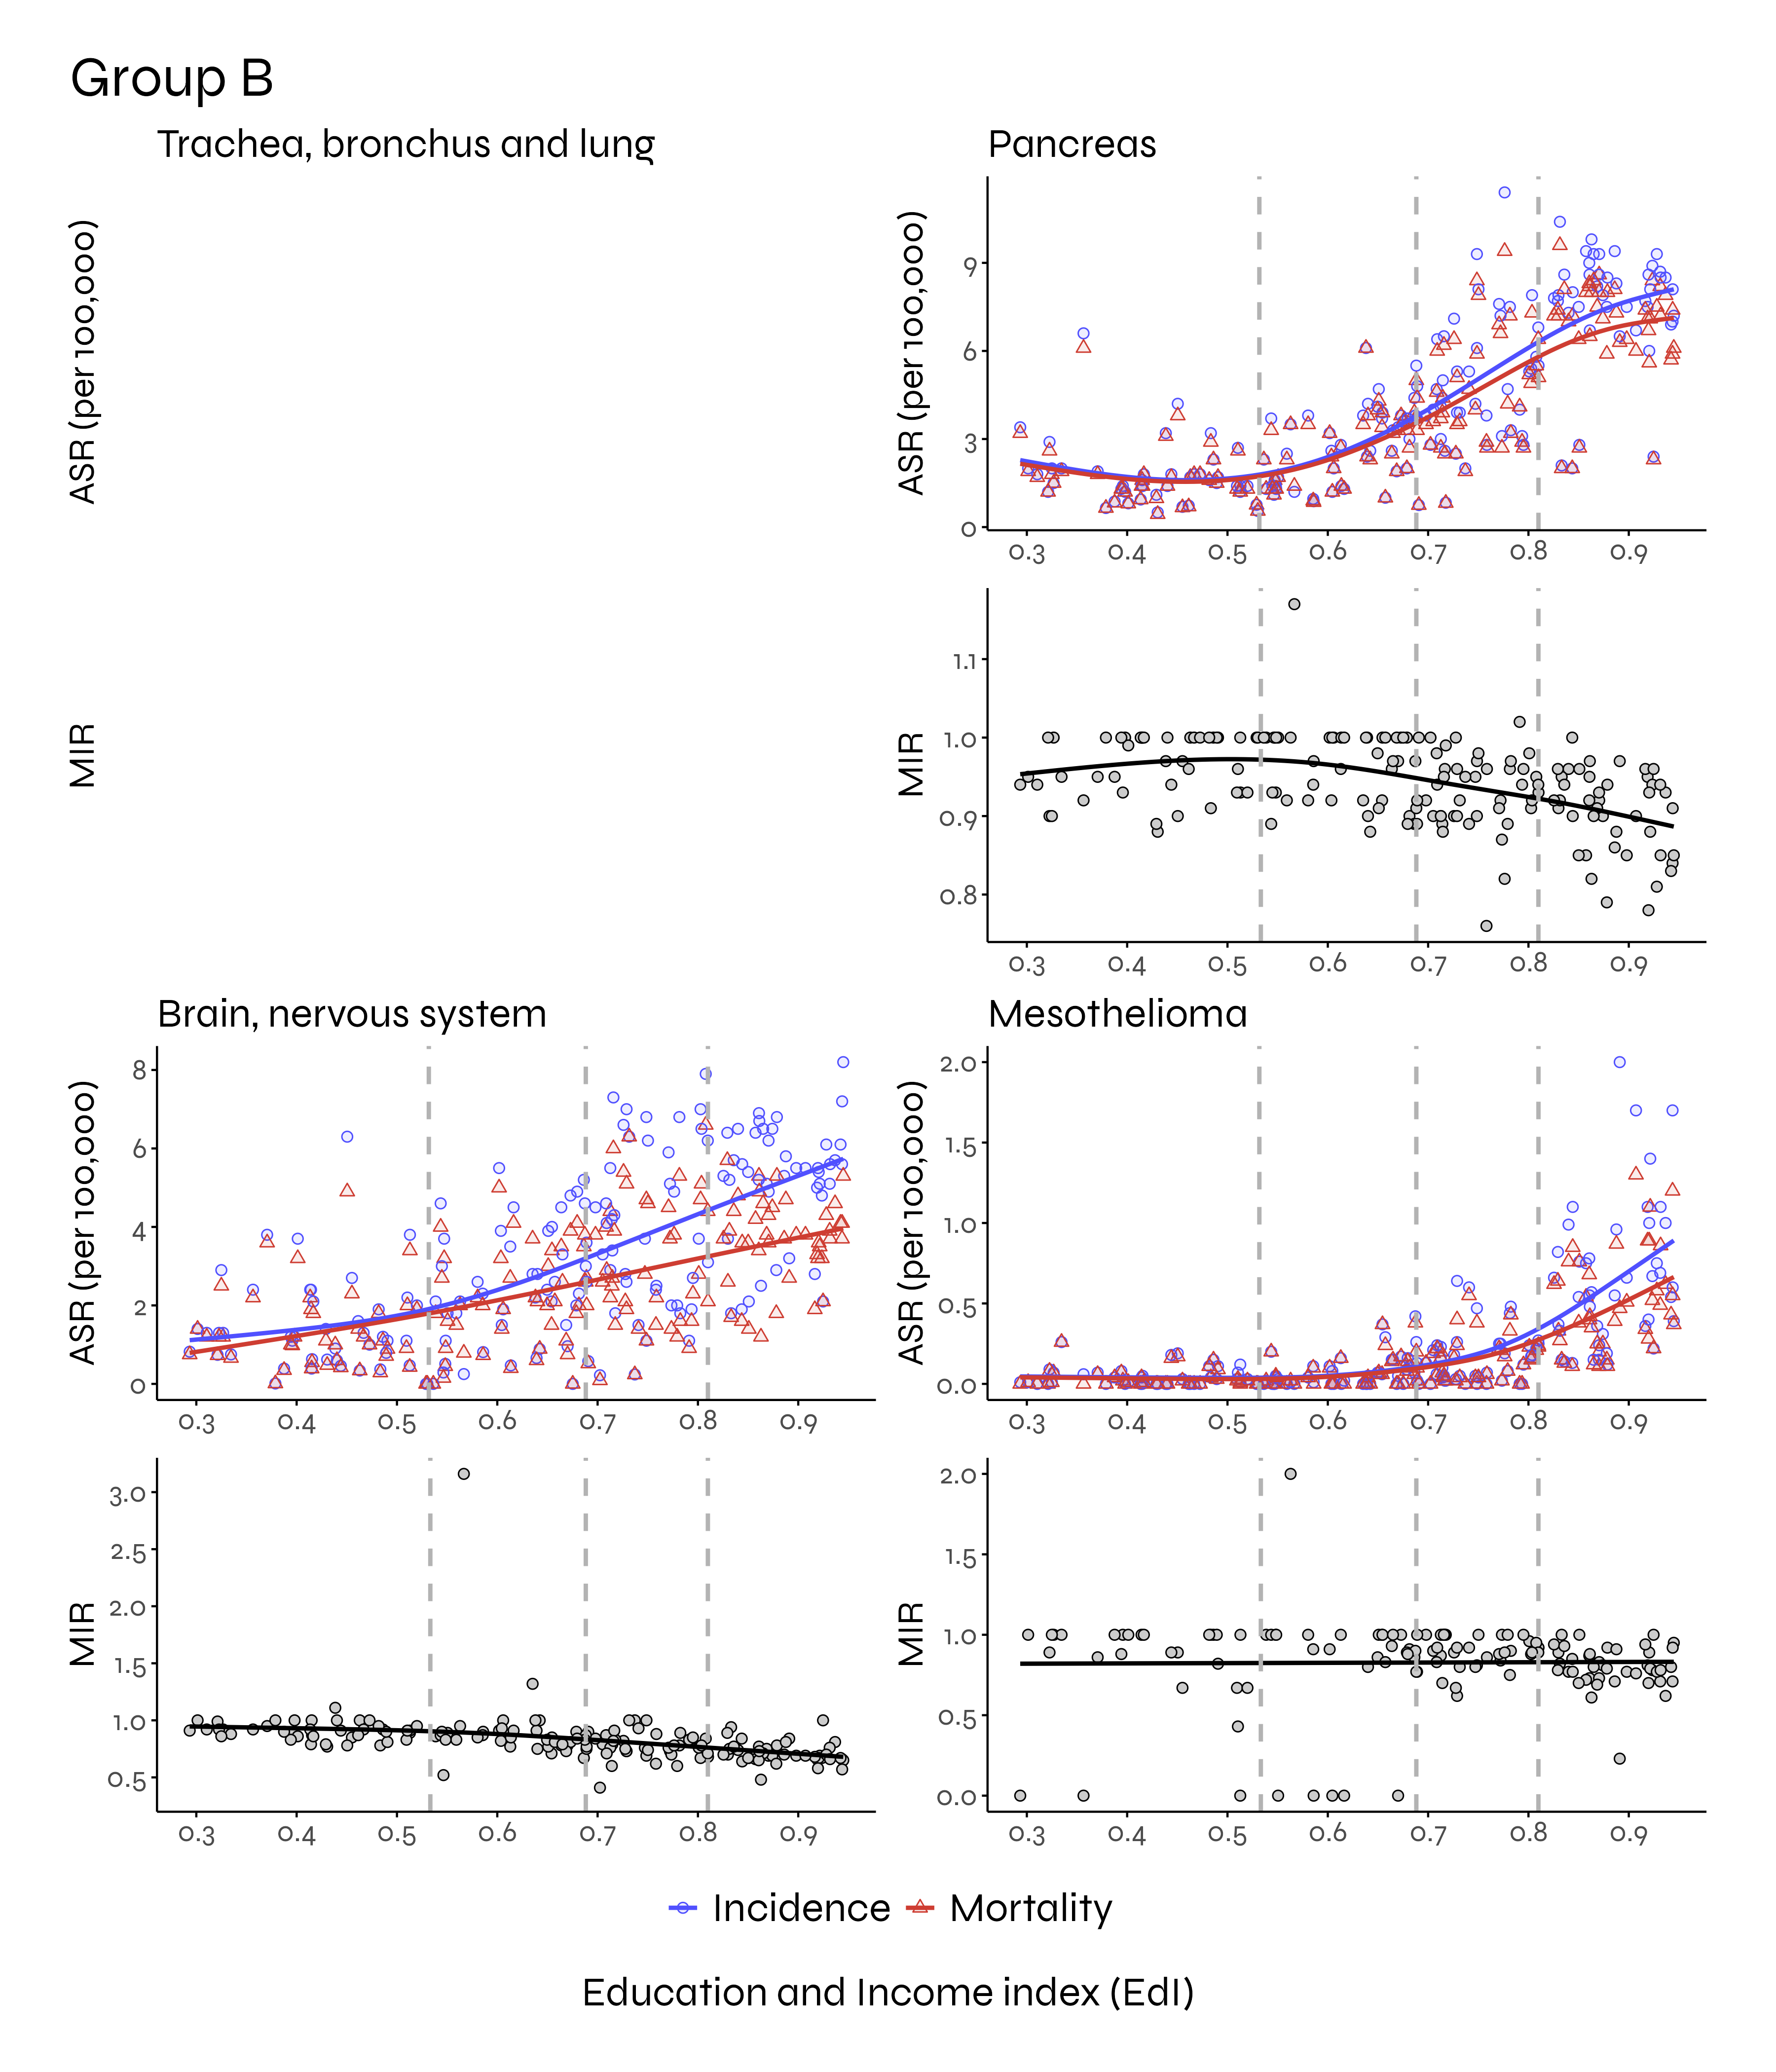 Group B
Trachea, bronchus and lung
ASR (per 100,000)
MIR
Pancreas
ASR (per 100,000)
9
6
3
0
0.3 0.4 0.5 0.6 0.7 0.8 0.9
MIR
1.1
1.0
0.9
0.8
0.3 0.4 0.5 0.6 0.7 0.8 0.9
Brain, nervous system
ASR (per 100,000)
8
6
4
2
0
0.3 0.4 0.5 0.6 0.7 0.8 0.9
MIR
3.0
2.5
2.0
1.5
1.0
0.5
0.3 0.4 0.5 0.6 0.7 0.8 0.9
Mesothelioma
ASR (per 100,000)
2.0
1.5
1.0
0.5
0.0
0.3 0.4 0.5 0.6 0.7 0.8 0.9
MIR
2.0
1.5
1.0
0.5
0.0
0.3 0.4 0.5 0.6 0.7 0.8 0.9
Incidence Mortality
Education and Income index (EdI)